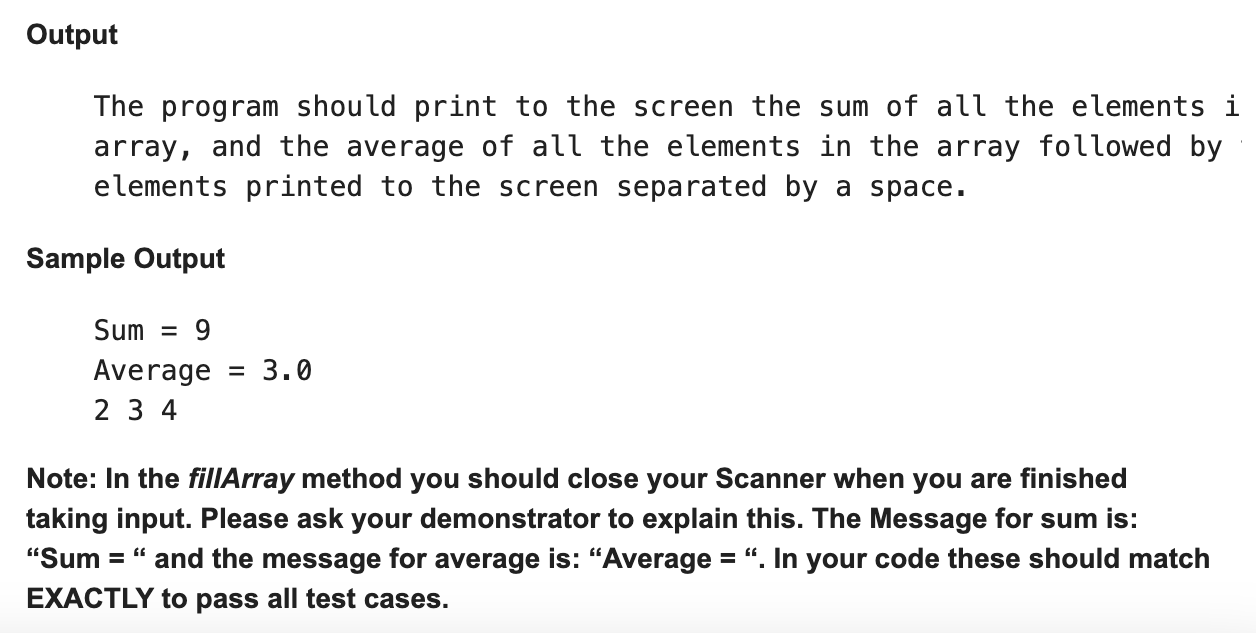 Output
The program should print to the screen the sum of all the elements i
array, and the average of all the elements in the array followed by
elements printed to the screen separated by a space.
Sample Output
Sum = 9
Average = 3.0
2 3 4
Note: In the fillArray method you should close your Scanner when you are finished
taking input. Please ask your demonstrator to explain this. The Message for sum is:
“Sum = “ and the message for average is: “Average = “. In your code these should match
EXACTLY to pass all test cases.